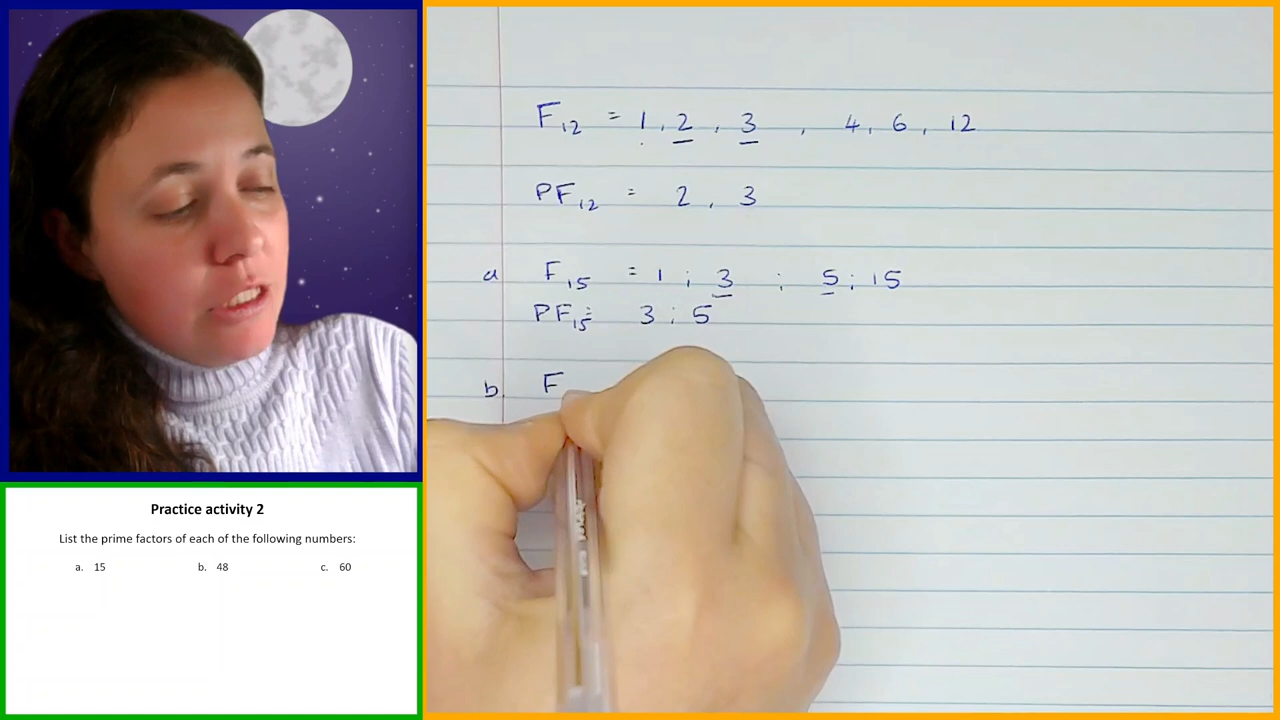 F₁₂ = 1, 2, 3, 4, 6, 12
PF₁₂ = 2, 3
a F₁₅ = 1; 3; 5; 15
PF₁₅ = 3; 5
b. F
Practice activity 2
List the prime factors of each of the following numbers:
a. 15 b. 48 c. 60